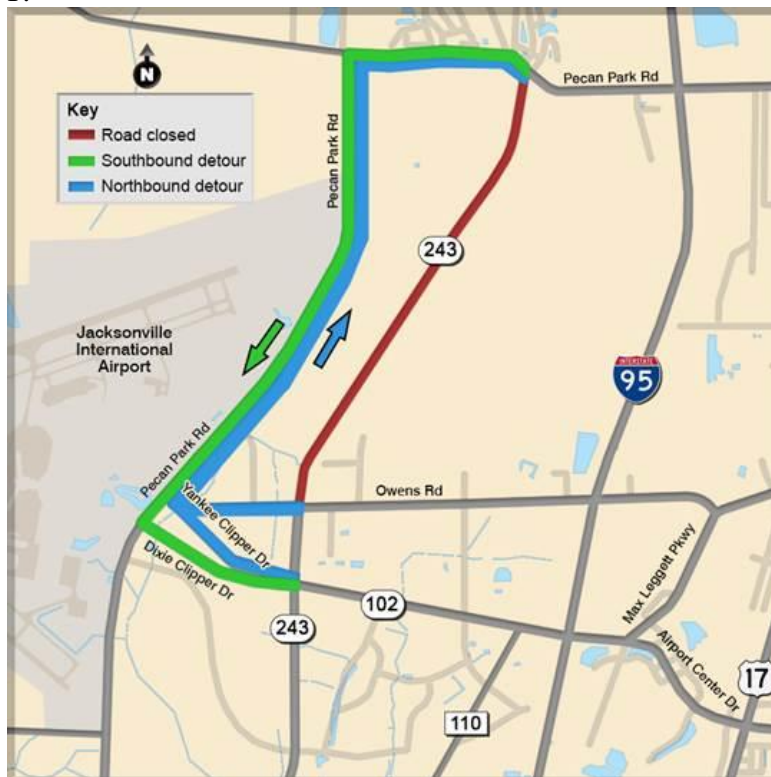 N
Key
Road closed
Southbound detour
Northbound detour
Pecan Park Rd
Pecan Park Rd
243
Jacksonville
International
Airport
INTERSTATE
95
Pecan Park Rd
Owens Rd
Yankee Clipper Dr
Dixie Clipper Dr
Max Leggett Pkwy
102
243
Airport Center Dr
17
110